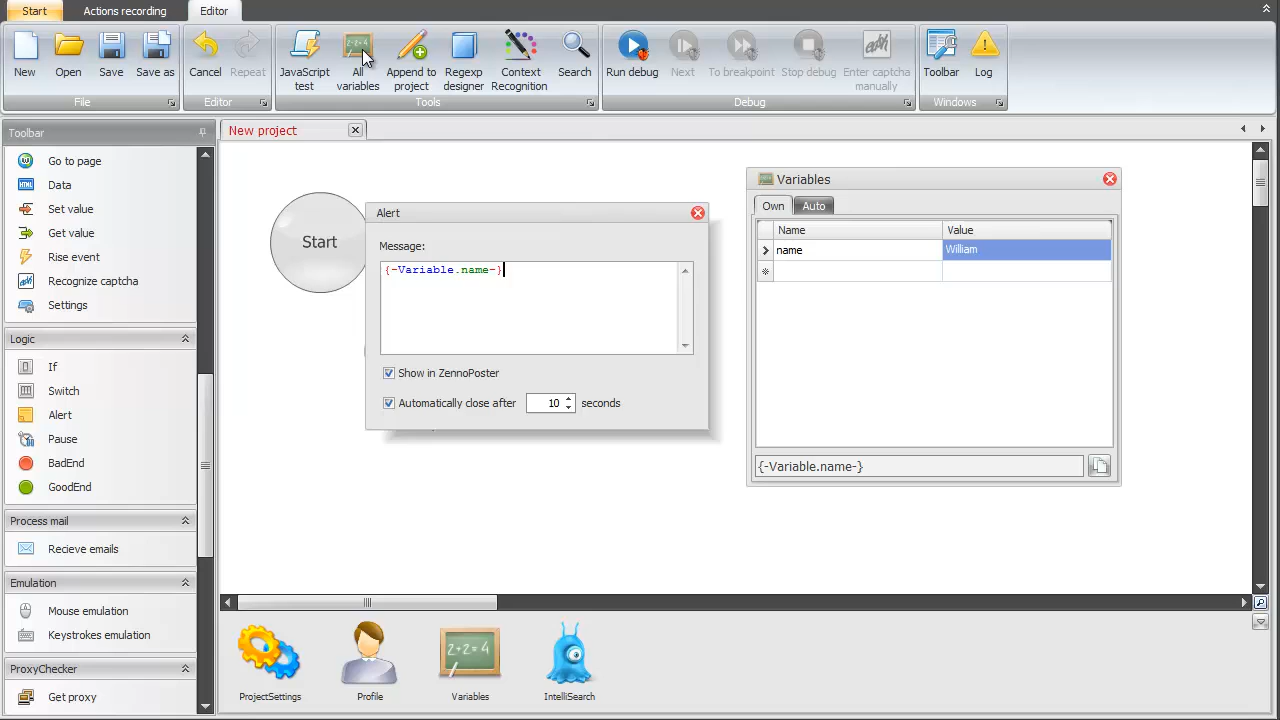 Start Actions recording Editor
New Open Save Save as Cancel Repeat JavaScript test All variables Append to project Regexp designer Context Recognition Search Run debug Next To breakpoint Stop debug Enter captcha manually Toolbar Log
File Editor Tools Debug Windows
Toolbar
Go to page
Data
Set value
Get value
Rise event
Recognize captcha
Settings
Logic
If
Switch
Alert
Pause
BadEnd
GoodEnd
Process mail
Recieve emails
Emulation
Mouse emulation
Keystrokes emulation
ProxyChecker
Get proxy
New project
Start
Alert
Message:
{-Variable.name-}
Show in ZennoPoster
Automatically close after 10 seconds
Variables
Own Auto
Name Value
name William
{-Variable.name-}
2+2=4
ProjectSettings Profile Variables IntelliSearch